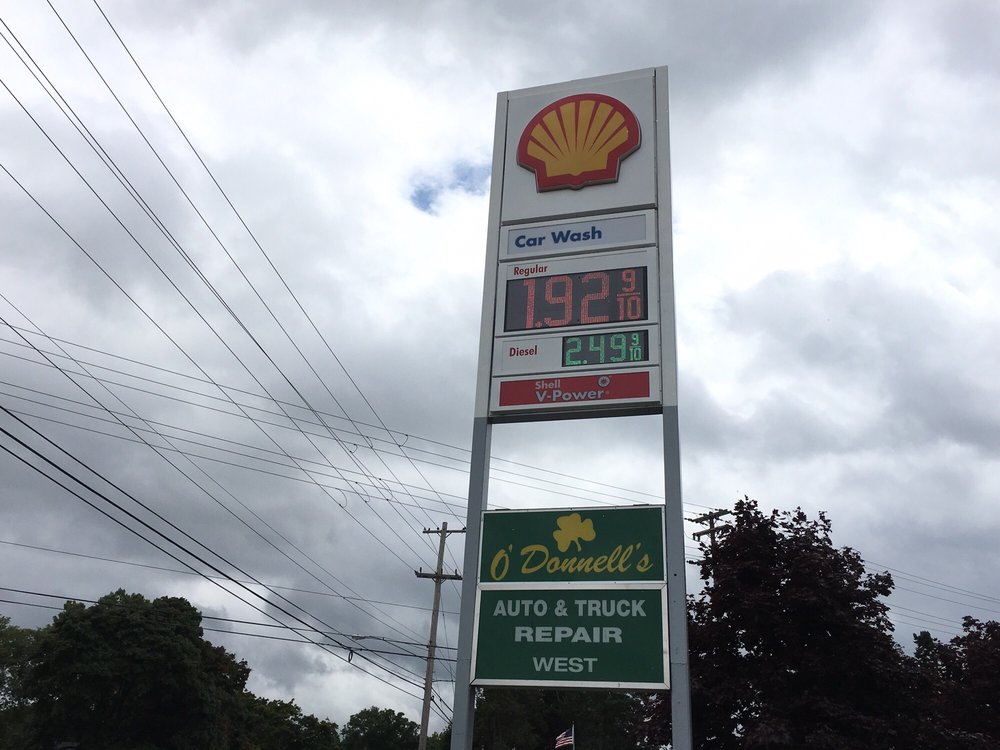 Car Wash
Regular
1.92 9/10
Diesel
2.49 9/10
Shell
V-Power
O'Donnell's
AUTO & TRUCK
REPAIR
WEST